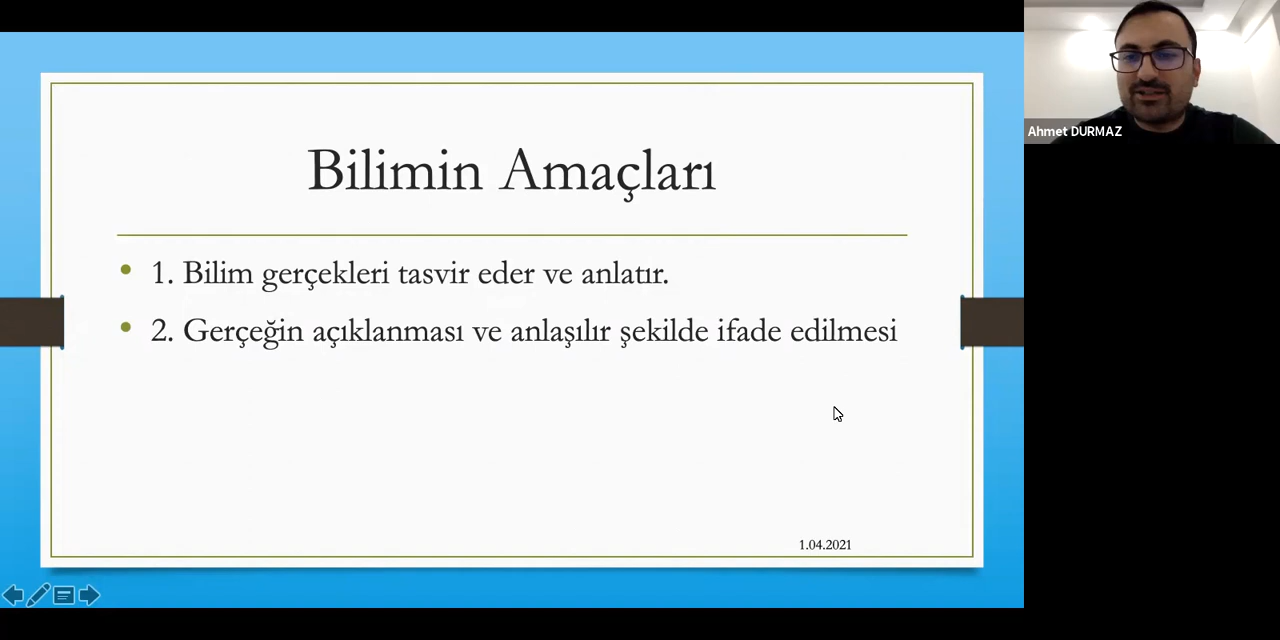 Bilimin Amaçları
• 1. Bilim gerçekleri tasvir eder ve anlatır.
• 2. Gerçeğin açıklanması ve anlaşılır şekilde ifade edilmesi
1.04.2021
Ahmet DURMAZ